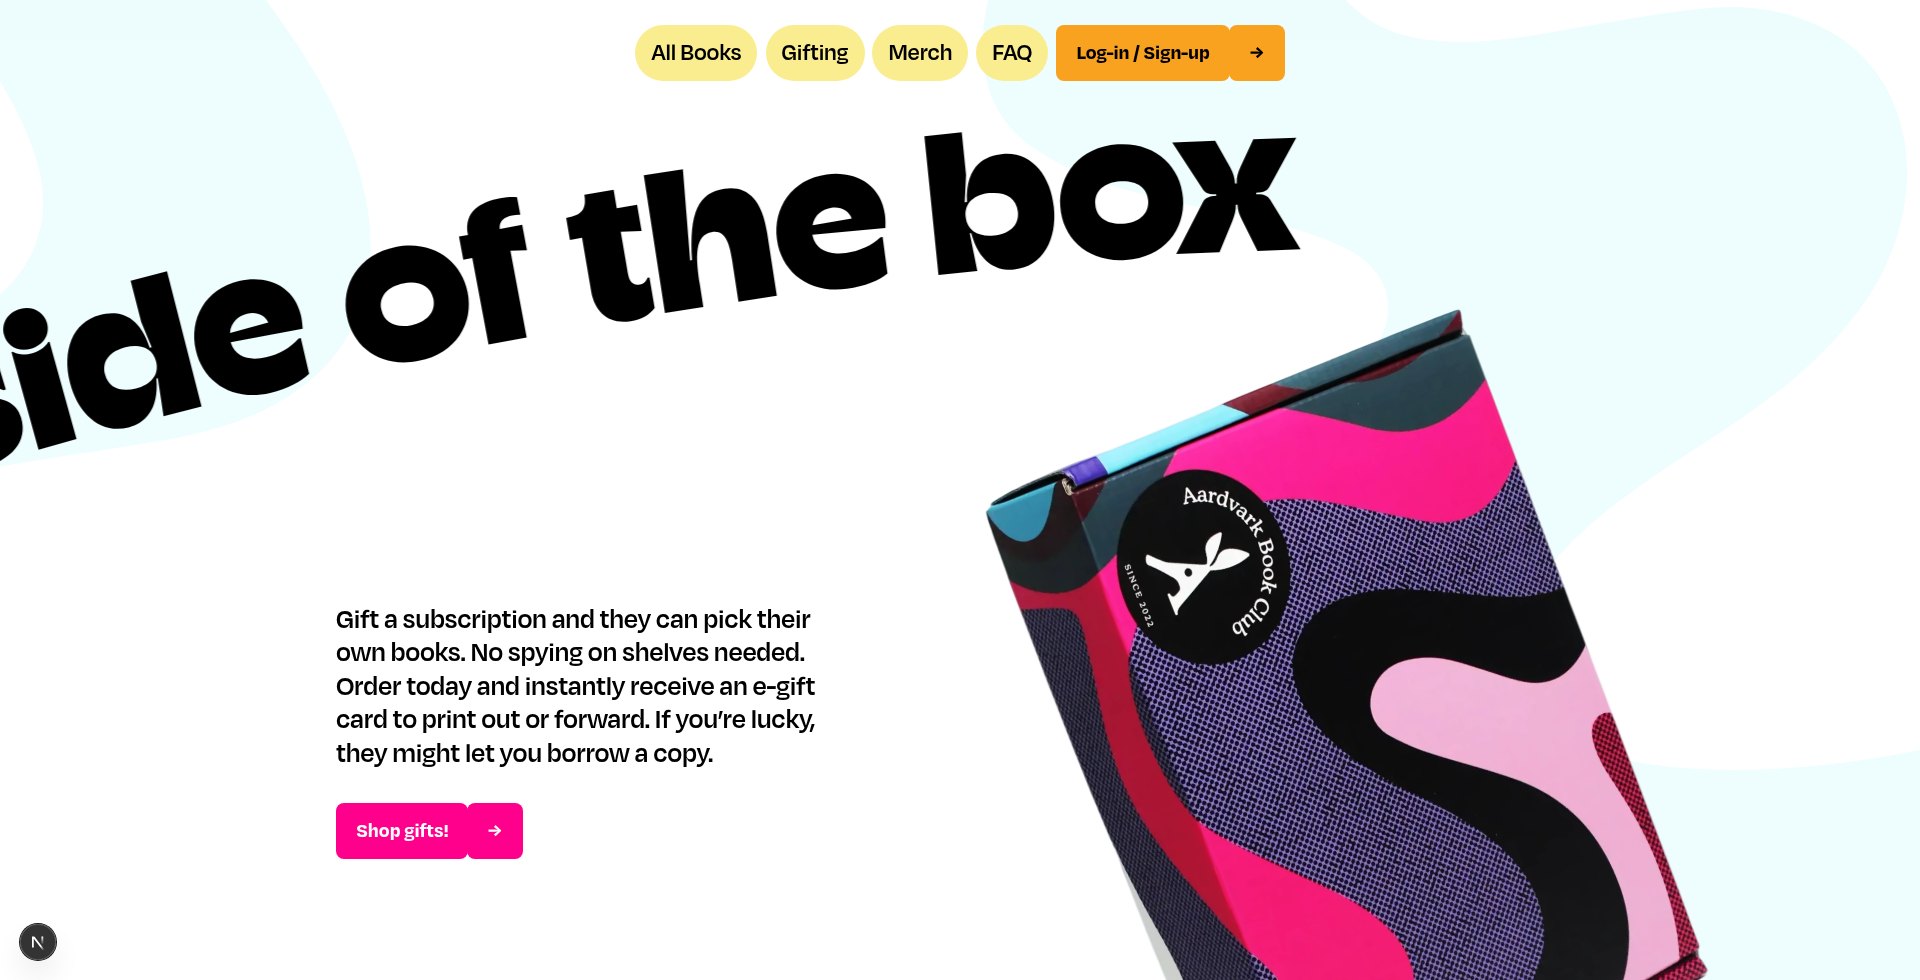 All Books
Gifting
Merch
FAQ
Log-in / Sign-up
side of the box
Aardvark Book Club
SINCE 2022
Gift a subscription and they can pick their
own books. No spying on shelves needed.
Order today and instantly receive an e-gift
card to print out or forward. If you’re lucky,
they might let you borrow a copy.
Shop gifts!
N